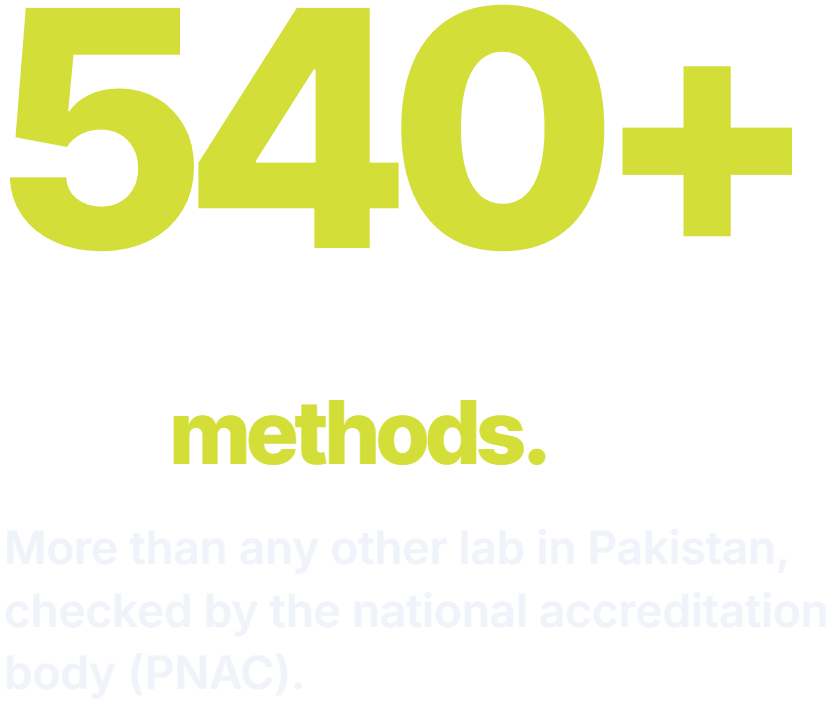 540+
methods.
More than any other lab in Pakistan,
checked by the national accreditation
body (PNAC).